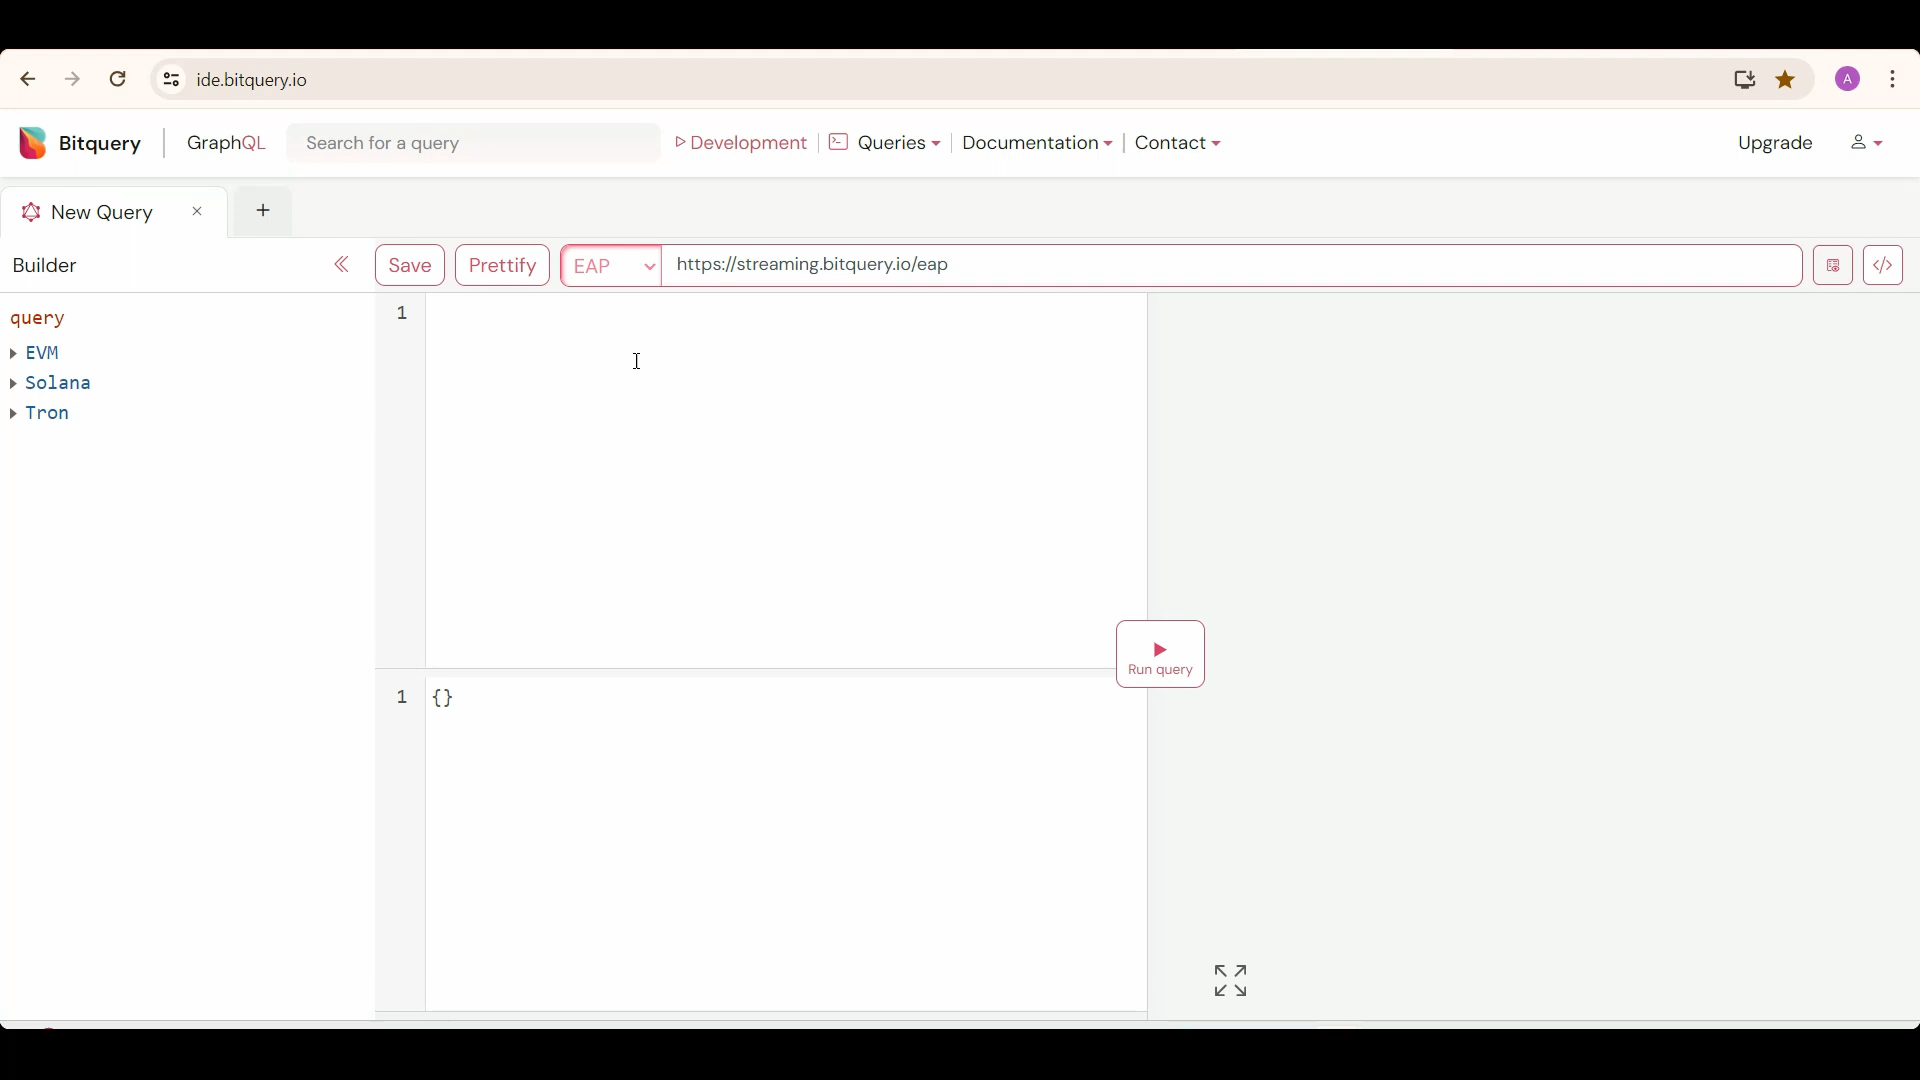 ide.bitquery.io
A
Bitquery GraphQL Search for a query Development Queries Documentation Contact Upgrade
New Query × +
Builder Save Prettify EAP https://streaming.bitquery.io/eap </>
query
EVM
Solana
Tron
1
Run query
1 {}